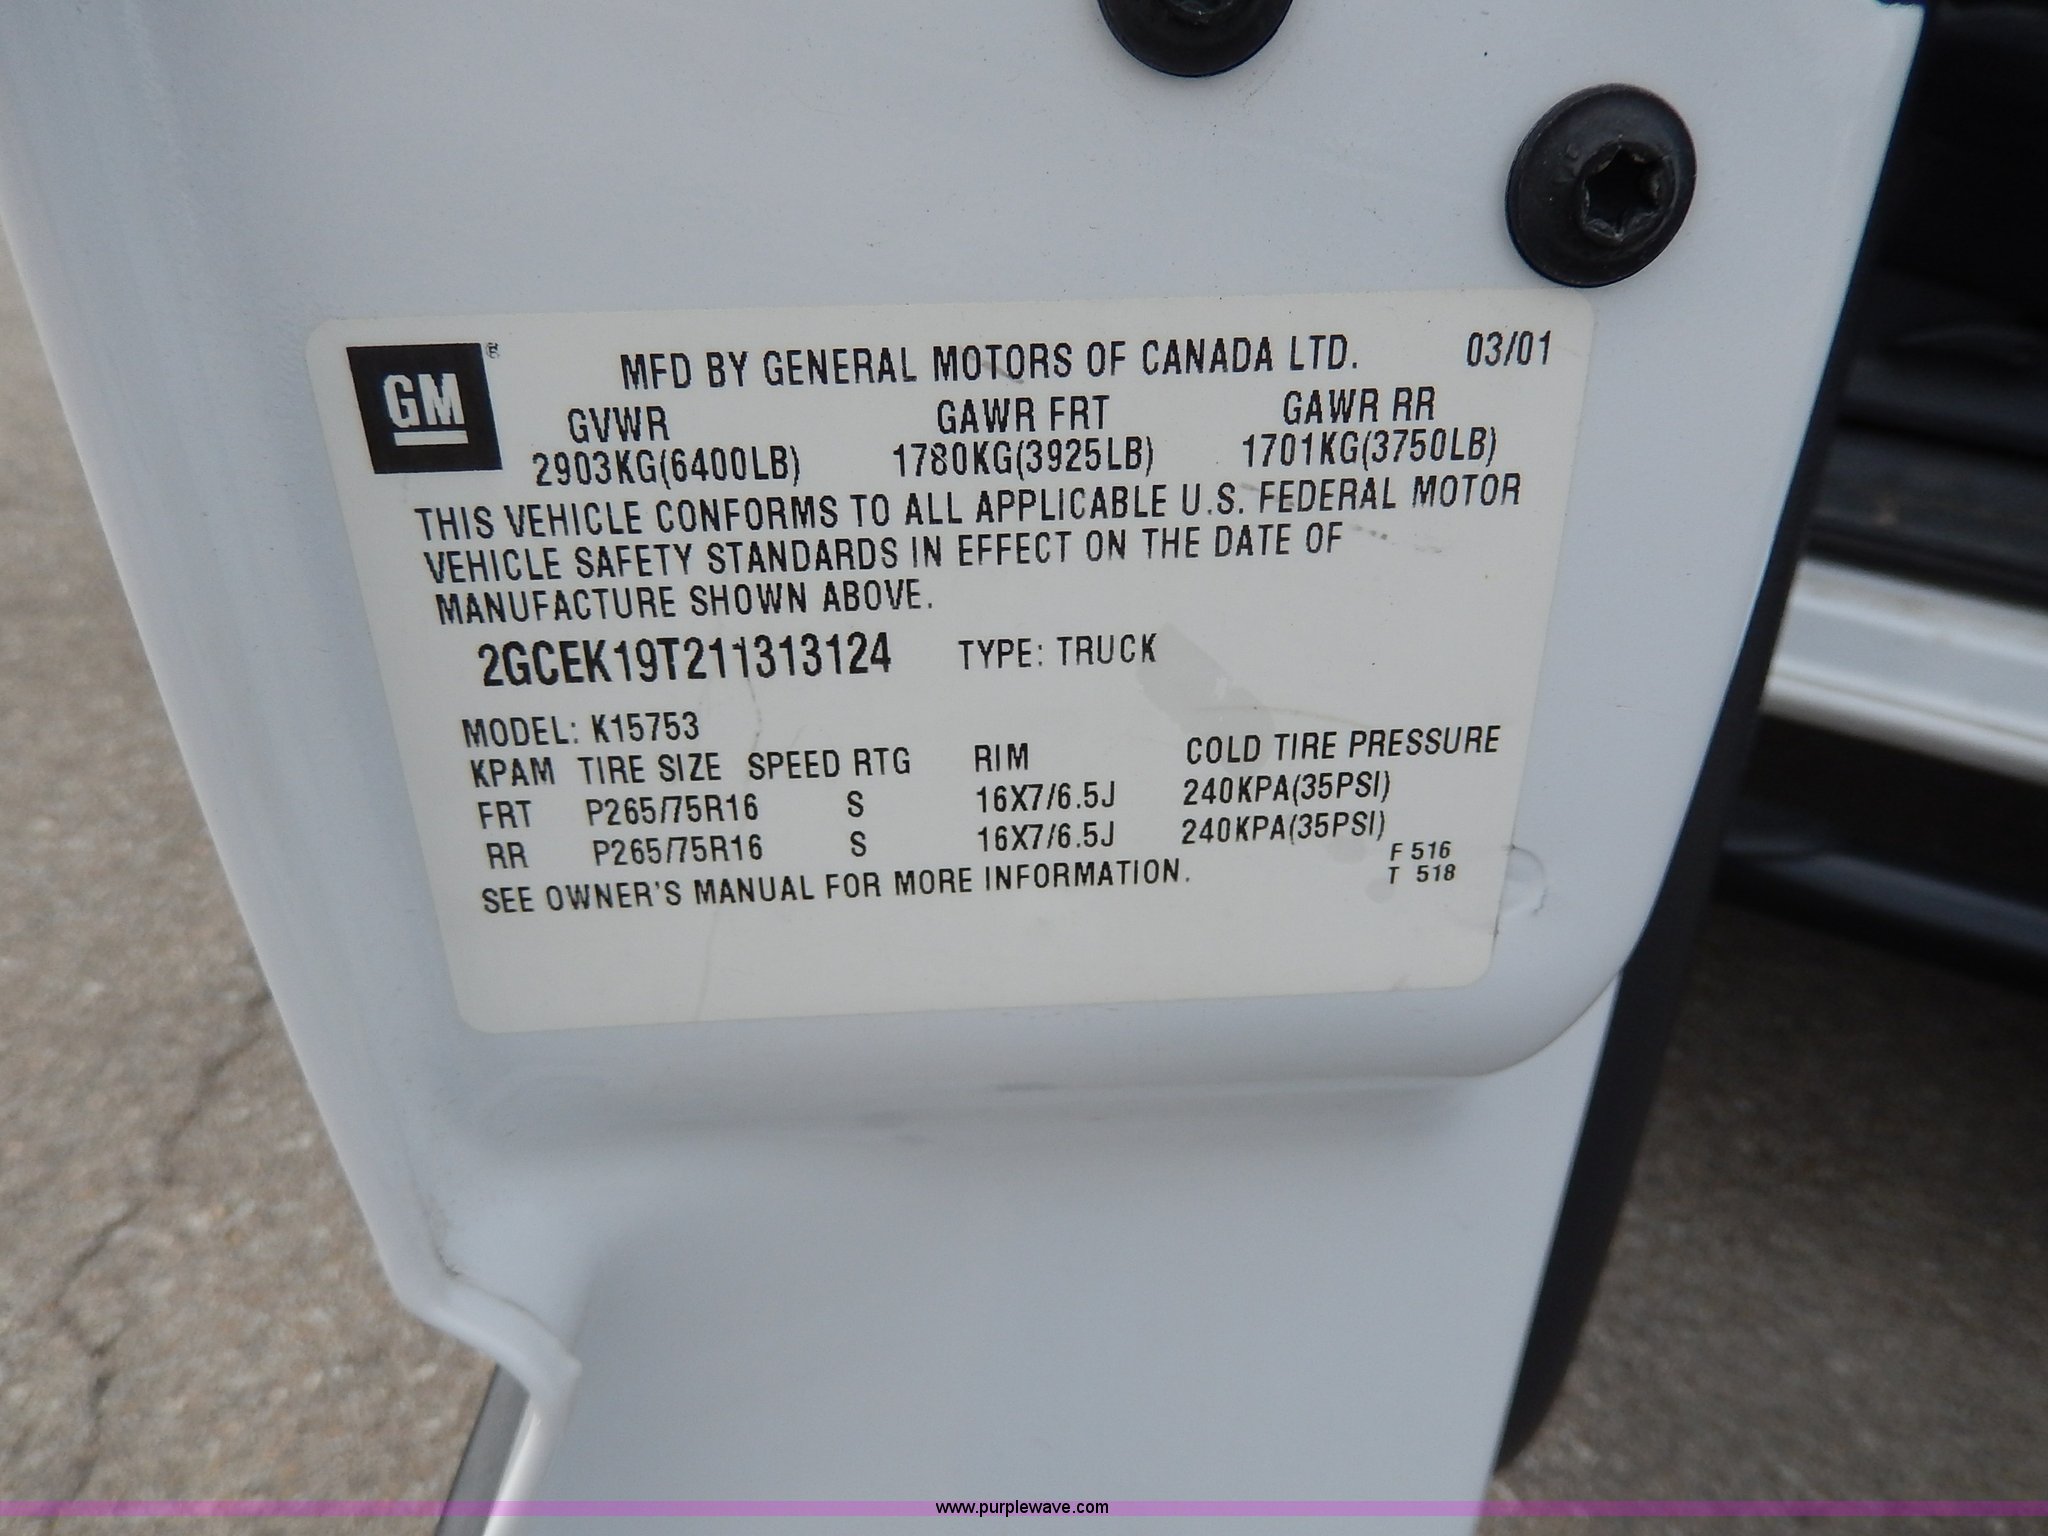 GM ®
MFD BY GENERAL MOTORS OF CANADA LTD. 03/01
GVWR GAWR FRT GAWR RR
2903KG(6400LB) 1780KG(3925LB) 1701KG(3750LB)
THIS VEHICLE CONFORMS TO ALL APPLICABLE U.S. FEDERAL MOTOR
VEHICLE SAFETY STANDARDS IN EFFECT ON THE DATE OF
MANUFACTURE SHOWN ABOVE.
2GCEK19T211313124 TYPE: TRUCK
MODEL: K15753
KPAM TIRE SIZE SPEED RTG RIM COLD TIRE PRESSURE
FRT P265/75R16 S 16X7/6.5J 240KPA(35PSI)
RR P265/75R16 S 16X7/6.5J 240KPA(35PSI)
SEE OWNER'S MANUAL FOR MORE INFORMATION.
F 516
T 518
www.purplewave.com